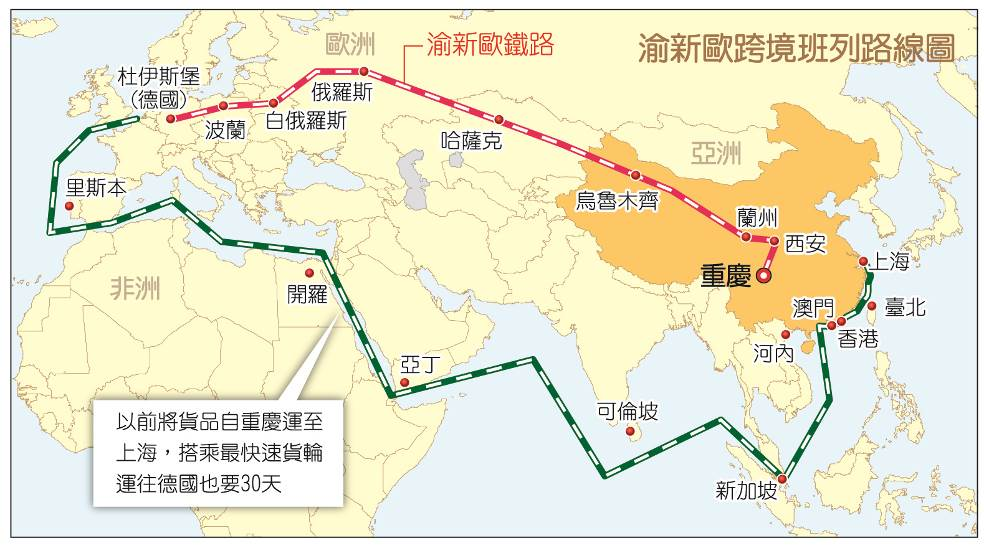 渝新歐跨境班列路線圖
歐洲
渝新歐鐵路
杜伊斯堡
(德國)
波蘭
白俄羅斯
俄羅斯
哈薩克
亞洲
烏魯木齊
蘭州
西安
重慶
上海
里斯本
非洲
開羅
澳門
香港
臺北
河內
亞丁
可倫坡
新加坡
以前將貨品自重慶運至
上海，搭乘最快速貨輪
運往德國也要30天